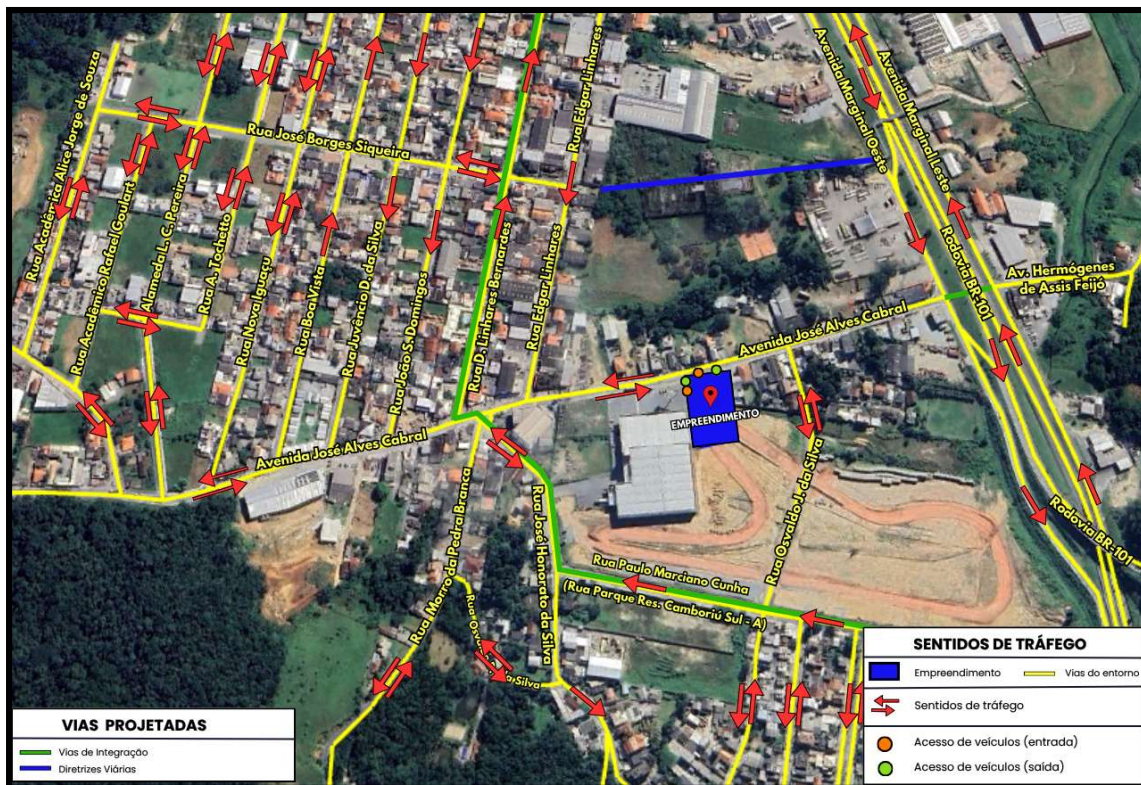 Rua Acadêmica Alice Jorge de Souza
Rua José Borges Siqueira
Rua Acadêmico Rafael Goulart
Alameda L. C. Pereira
Rua A. Tochetto
Rua Nova Iguaçu
Rua Boa Vista
Rua Juvêncio D. da Silva
Rua João S. Domingos
Rua D. Linhares Bernardes
Rua Edgar Linhares
Rua Edgar Linhares
Avenida Marginal Oeste
Avenida Marginal Leste
Rodovia BR-101
Av. Hermógenes
de Assis Feijó
Avenida José Alves Cabral
EMPREENDIMENTO
Avenida José Alves Cabral
Rua Morro da Pedra Branca
Rua José Honorato da Silva
Rua Osvaldo J. da Silva
Rodovia BR-101
Rua Paulo Marciano Cunha
(Rua Parque Res. Camboriú Sul - A)
da Silva
VIAS PROJETADAS
Vias de Integração
Diretrizes Viárias
SENTIDOS DE TRÁFEGO
Empreendimento
Vias do entorno
Sentidos de tráfego
Acesso de veículos (entrada)
Acesso de veículos (saída)